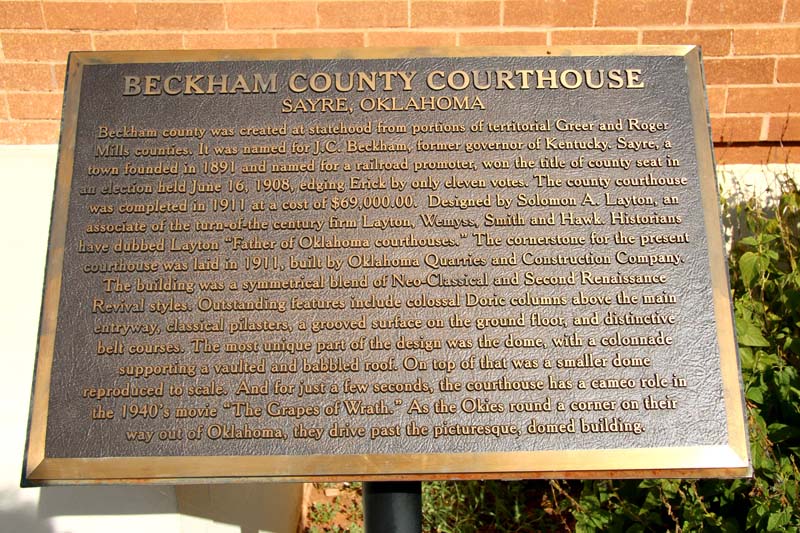 BECKHAM COUNTY COURTHOUSE
SAYRE, OKLAHOMA
Beckham county was created at statehood from portions of territorial Greer and Roger
Mills counties. It was named for J.C. Beckham, former governor of Kentucky. Sayre, a
town founded in 1891 and named for a railroad promoter, won the title of county seat in
an election held June 16, 1908, edging Erick by only eleven votes. The county courthouse
was completed in 1911 at a cost of $69,000.00. Designed by Solomon A. Layton, an
associate of the turn-of-the century firm Layton, Wemyss, Smith and Hawk. Historians
have dubbed Layton "Father of Oklahoma courthouses." The cornerstone for the present
courthouse was laid in 1911, built by Oklahoma Quarries and Construction Company.
The building was a symmetrical blend of Neo-Classical and Second Renaissance
Revival styles. Outstanding features include colossal Doric columns above the main
entryway, classical pilasters, a grooved surface on the ground floor, and distinctive
belt courses. The most unique part of the design was the dome, with a colonnade
supporting a vaulted and babbled roof. On top of that was a smaller dome
reproduced to scale. And for just a few seconds, the courthouse has a cameo role in
the 1940's movie "The Grapes of Wrath." As the Okies round a corner on their
way out of Oklahoma, they drive past the picturesque, domed building.